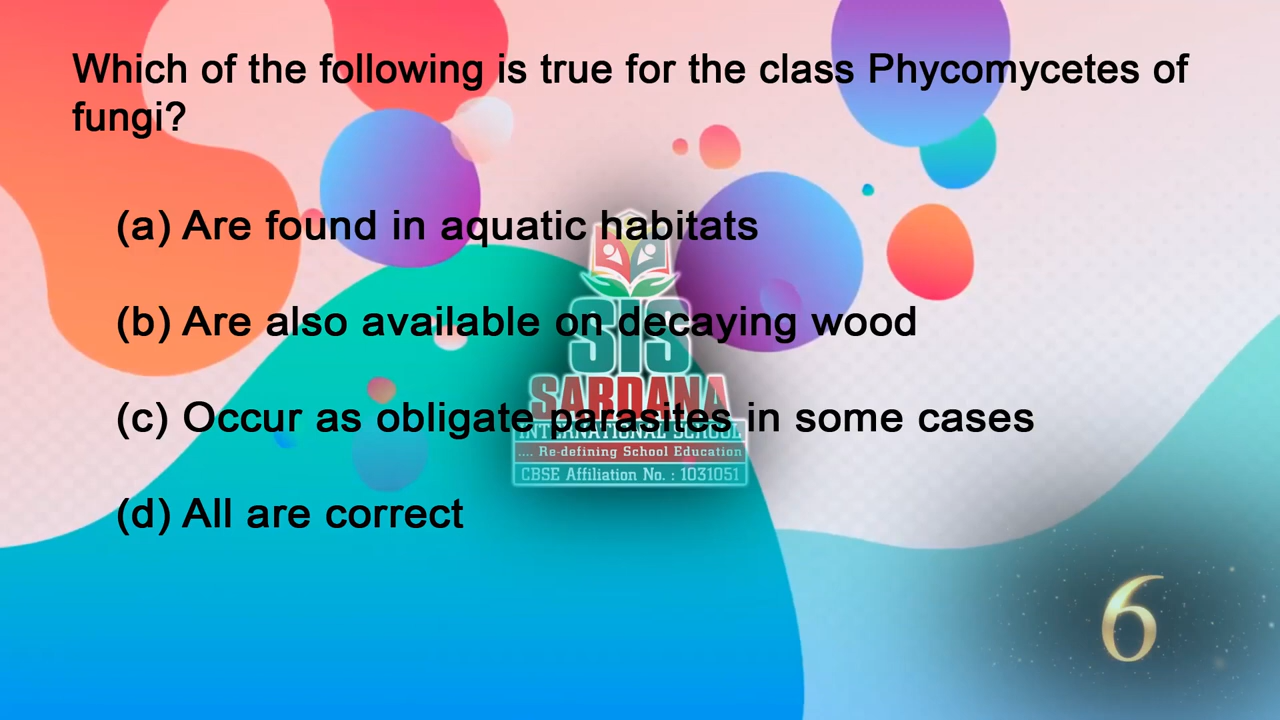 Which of the following is true for the class Phycomycetes of
fungi?
(a) Are found in aquatic habitats
(b) Are also available on decaying wood
(c) Occur as obligate parasites in some cases
(d) All are correct
SIS
SARDANA
INTERNATIONAL SCHOOL
.... Re-defining School Education
CBSE Affiliation No. : 1031051
6